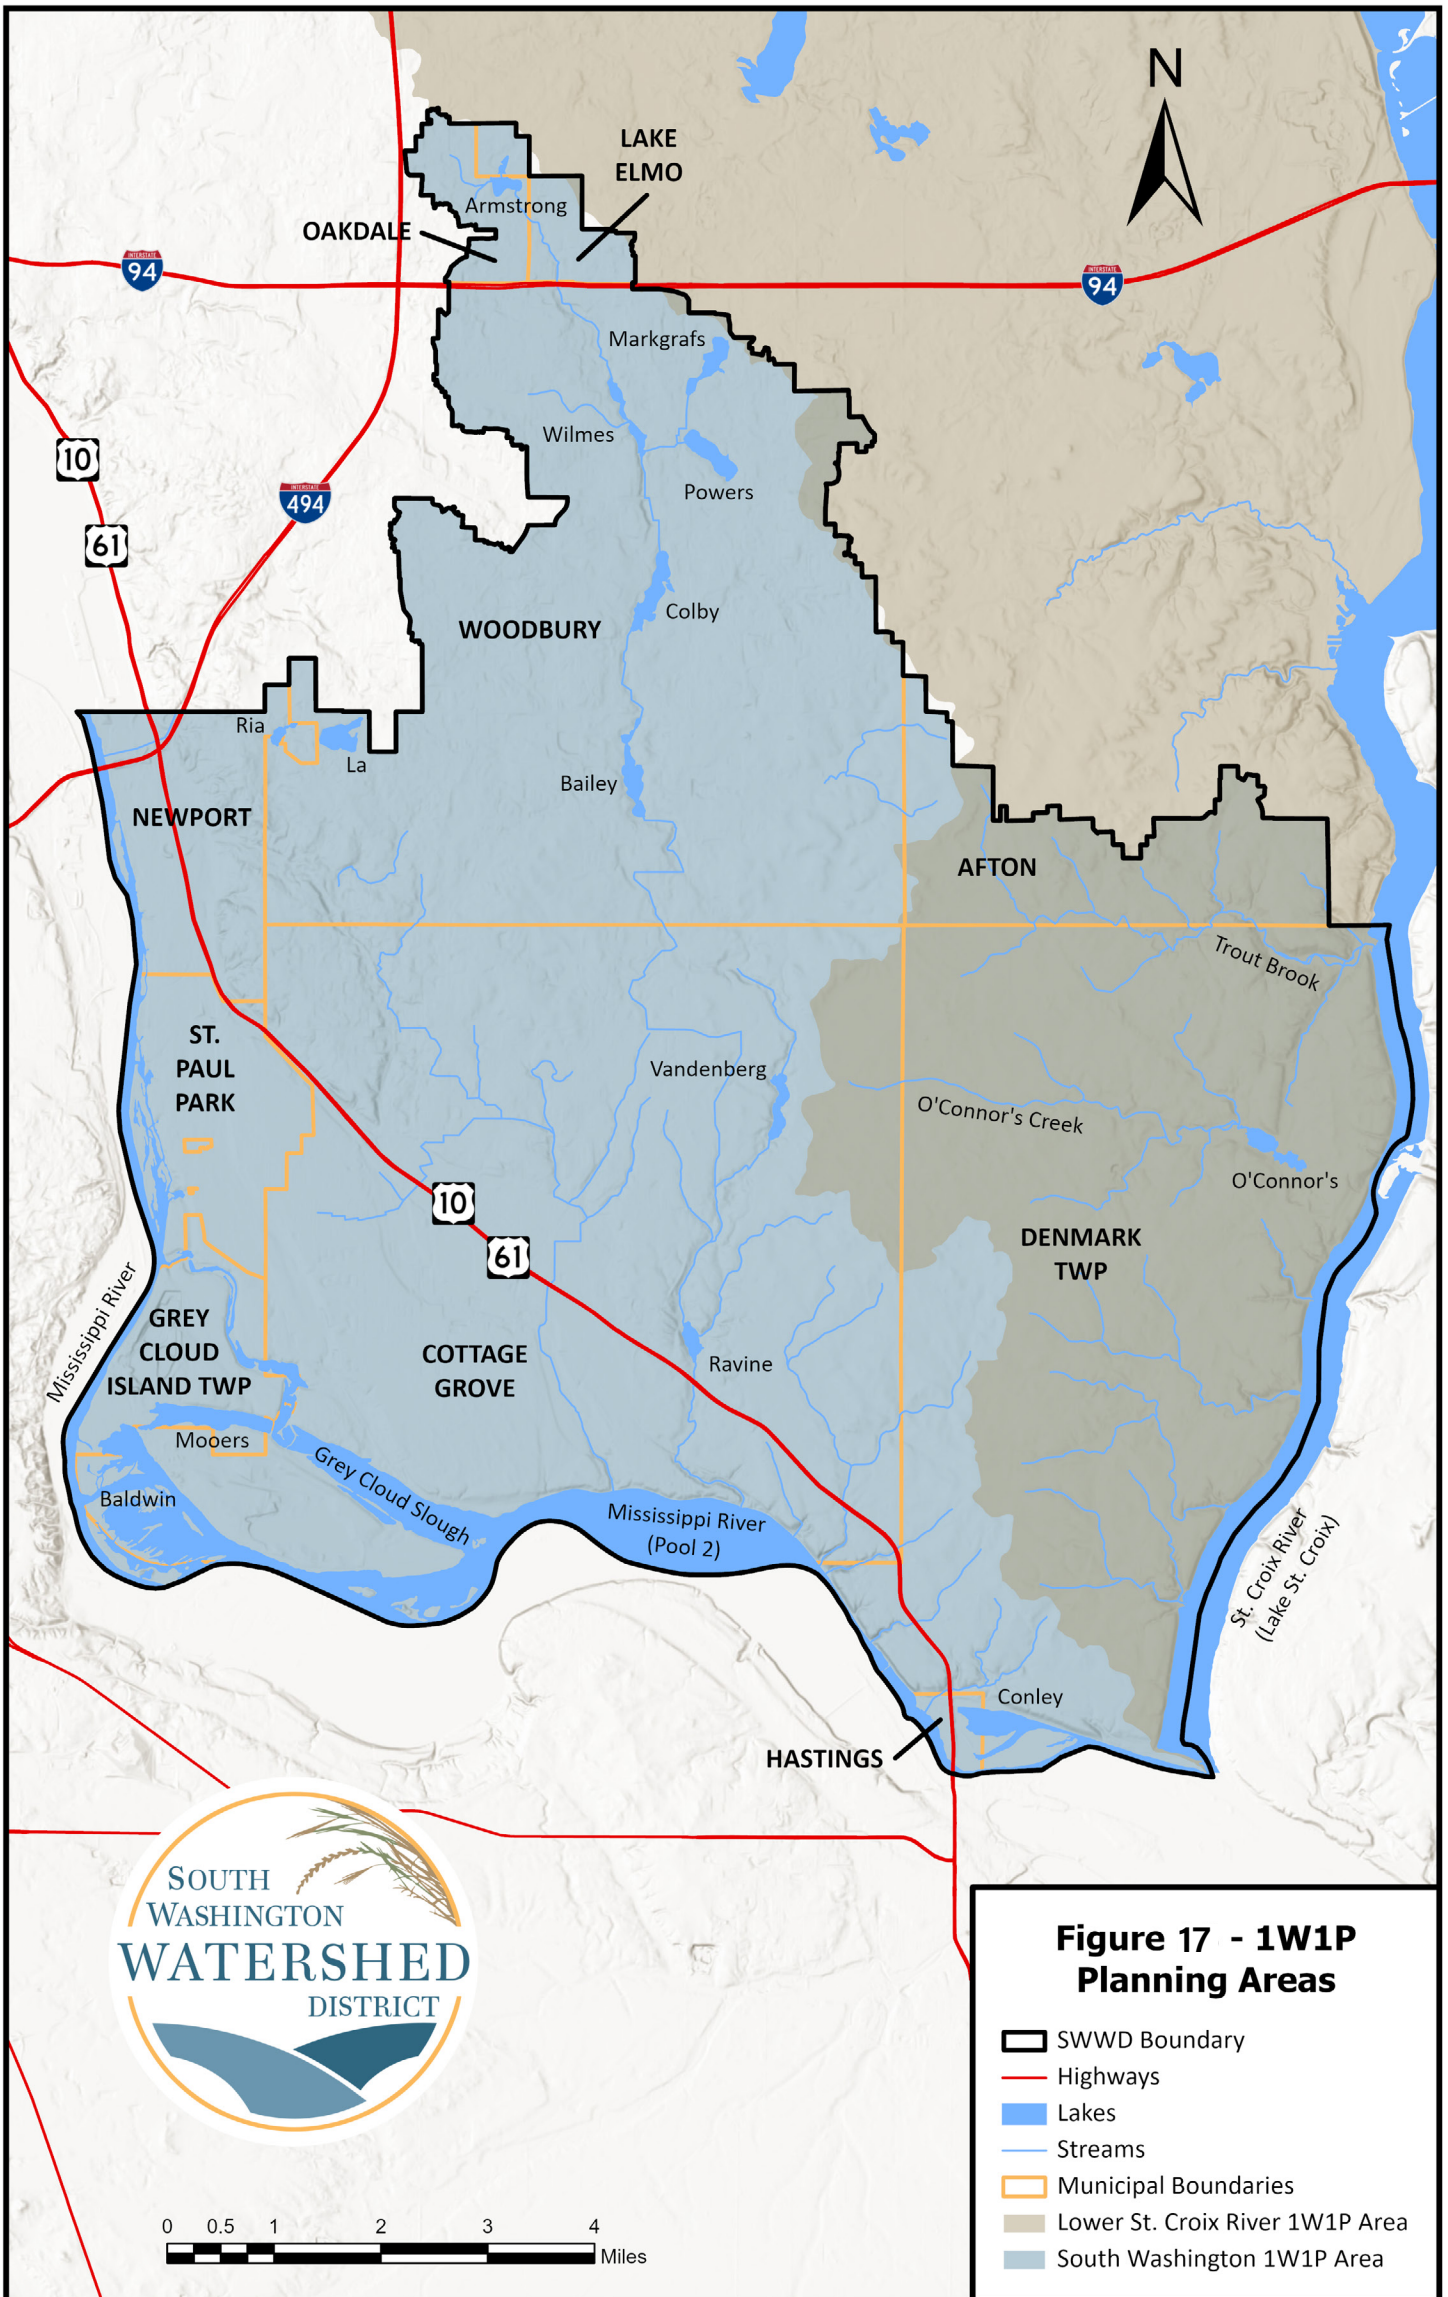 N
LAKE
ELMO
Armstrong
OAKDALE
INTERSTATE
94
INTERSTATE
94
Markgrafs
Wilmes
10
Powers
INTERSTATE
494
61
Colby
WOODBURY
Ria
La
Bailey
NEWPORT
AFTON
Trout Brook
ST.
PAUL
PARK
Vandenberg
O'Connor's Creek
O'Connor's
10
61
DENMARK
TWP
Mississippi River
GREY
CLOUD
ISLAND TWP
COTTAGE
GROVE
Ravine
Mooers
Grey Cloud Slough
Baldwin
Mississippi River
(Pool 2)
St. Croix River
(Lake St. Croix)
Conley
HASTINGS
SOUTH
WASHINGTON
WATERSHED
DISTRICT
Figure 17 - 1W1P
Planning Areas
SWWD Boundary
Highways
Lakes
Streams
Municipal Boundaries
Lower St. Croix River 1W1P Area
South Washington 1W1P Area
0 0.5 1 2 3 4
Miles